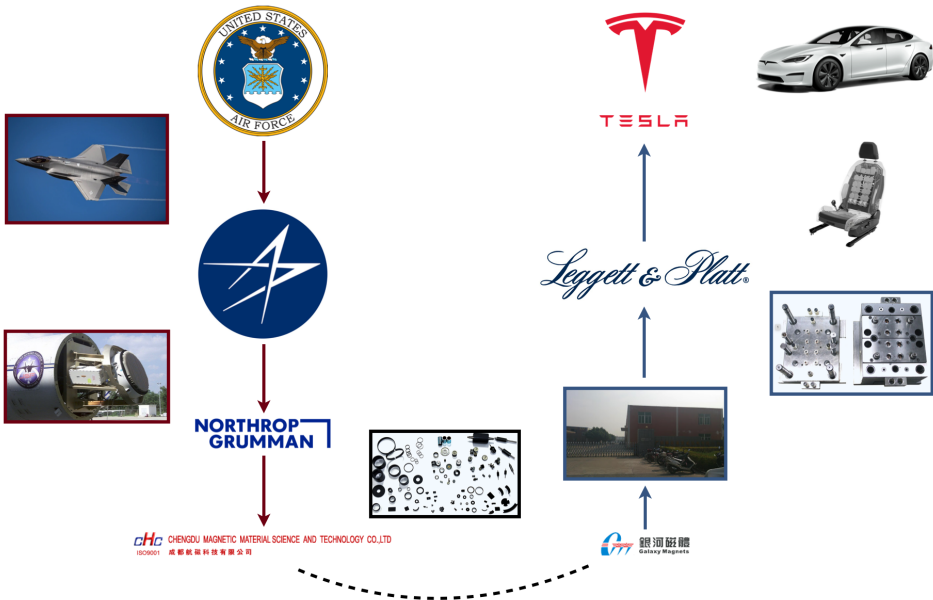 UNITED STATES
AIR FORCE
TESLA
Leggett & Platt®
NORTHROP
GRUMMAN
CHC CHENGDU MAGNETIC MATERIAL SCIENCE AND TECHNOLOGY CO.,LTD
ISO9001 成都航磁科技有限公司
銀河磁體
Galaxy Magnets